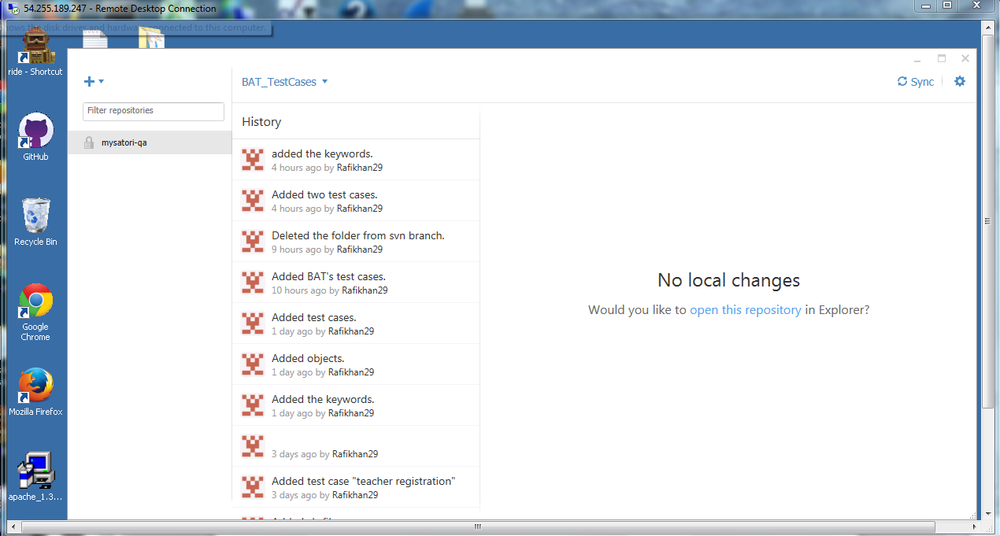 54.255.189.247 - Remote Desktop Connection
ows the disk drives and hardware connected to this computer.
ride - Shortcut
GitHub
Recycle Bin
Google
Chrome
Mozilla Firefox
apache_1.3...
Filter repositories
mysatori-qa
BAT_TestCases
Sync
History
added the keywords.
4 hours ago by Rafikhan29
Added two test cases.
4 hours ago by Rafikhan29
Deleted the folder from svn branch.
9 hours ago by Rafikhan29
Added BAT's test cases.
10 hours ago by Rafikhan29
Added test cases.
1 day ago by Rafikhan29
Added objects.
1 day ago by Rafikhan29
Added the keywords.
1 day ago by Rafikhan29
3 days ago by Rafikhan29
Added test case "teacher registration"
3 days ago by Rafikhan29
No local changes
Would you like to open this repository in Explorer?